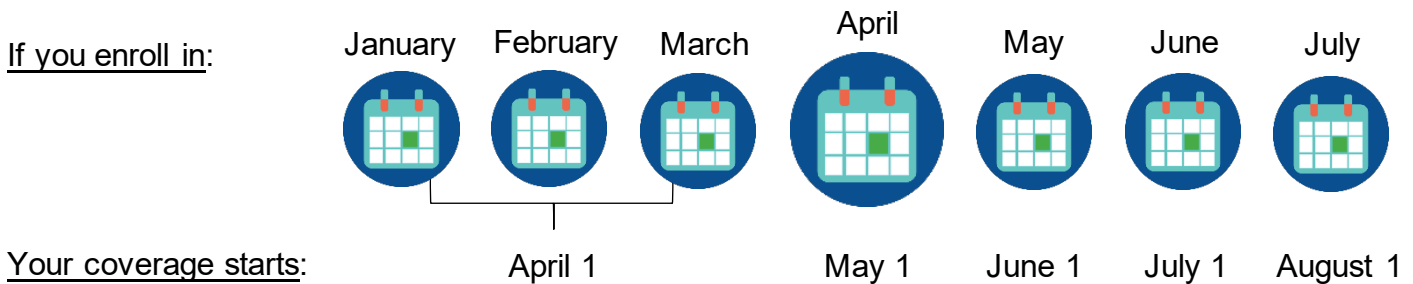 If you enroll in:
January
February
March
April
May
June
July
Your coverage starts:
April 1
May 1
June 1
July 1
August 1